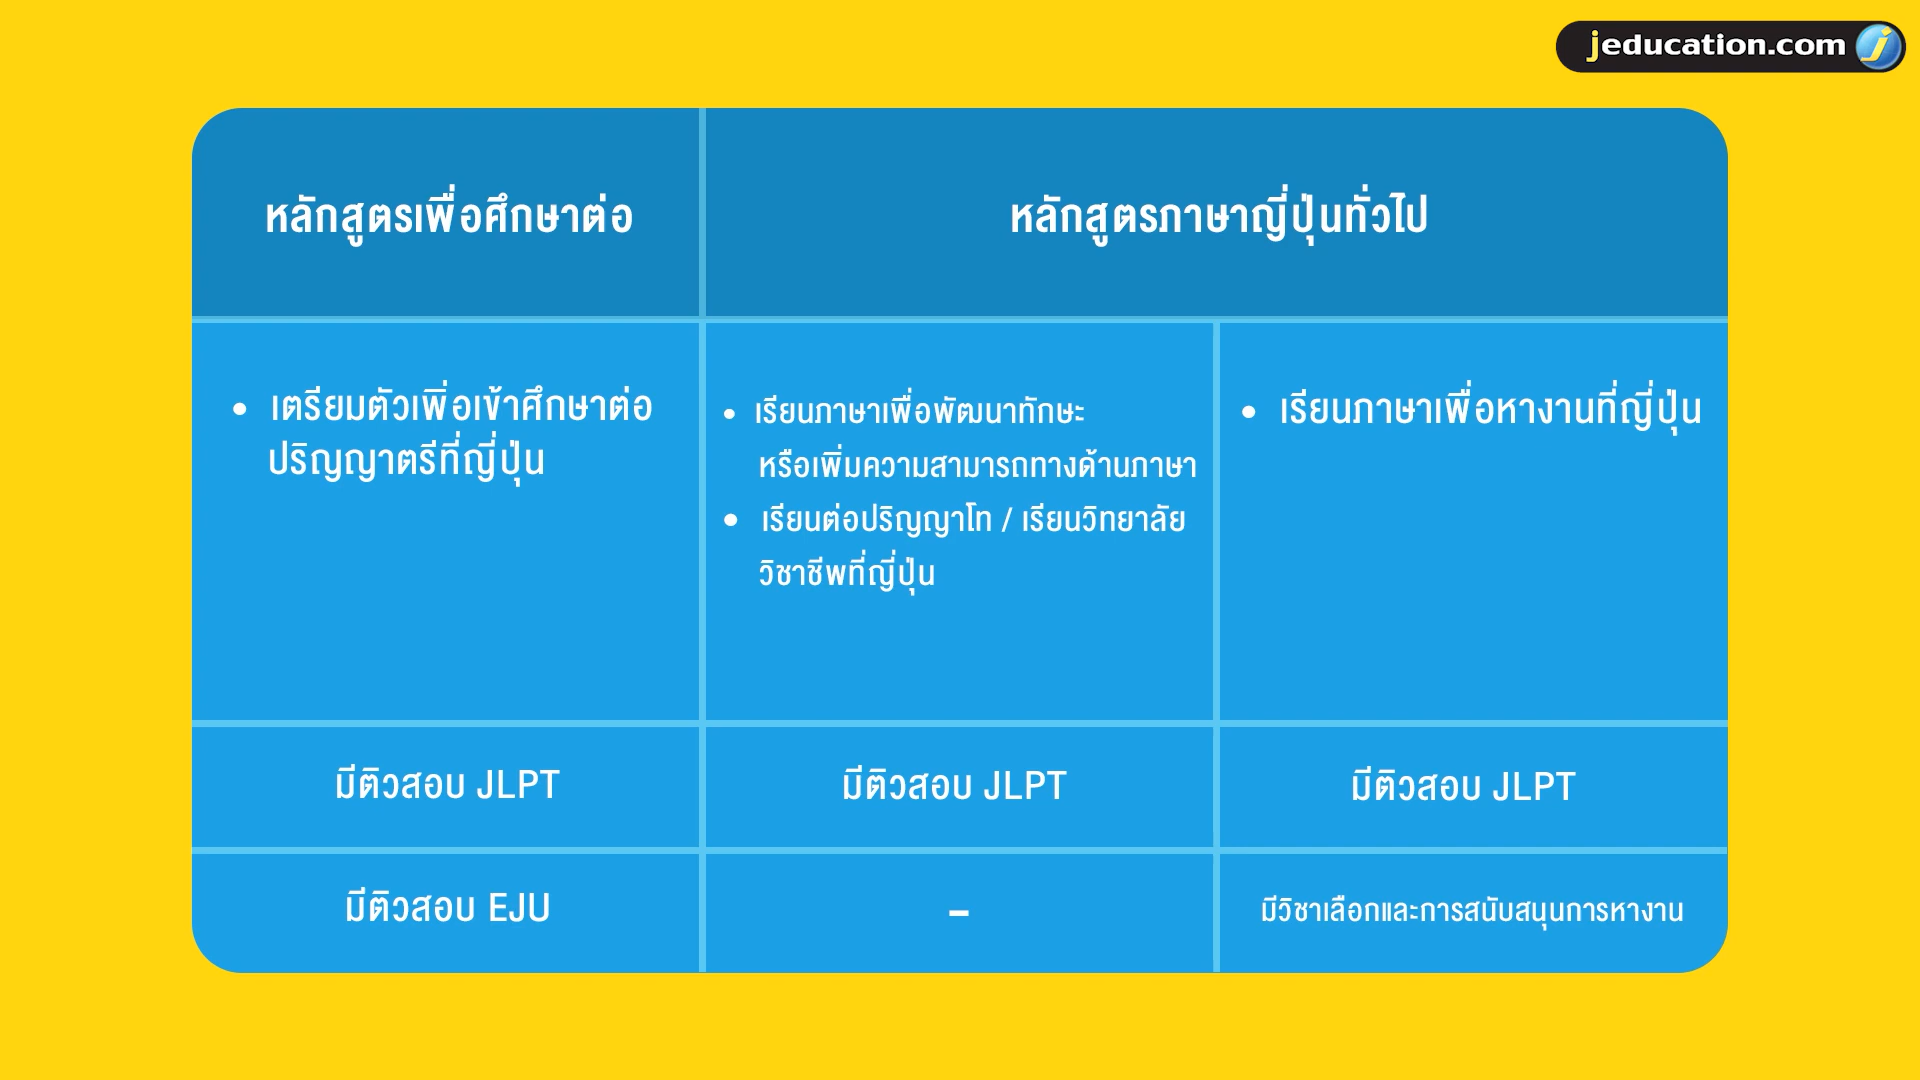 jeducation.com
หลักสูตรเพื่อศึกษาต่อ
หลักสูตรภาษาญี่ปุ่นทั่วไป
• เตรียมตัวเพื่อเข้าศึกษาต่อ
ปริญญาตรีที่ญี่ปุ่น
• เรียนภาษาเพื่อพัฒนาทักษะ
หรือเพิ่มความสามารถทางด้านภาษา
• เรียนต่อปริญญาโท / เรียนวิทยาลัย
วิชาชีพที่ญี่ปุ่น
• เรียนภาษาเพื่อหางานที่ญี่ปุ่น
มีติวสอบ JLPT
มีติวสอบ JLPT
มีติวสอบ JLPT
มีติวสอบ EJU
-
มีวิชาเลือกและการสนับสนุนการหางาน